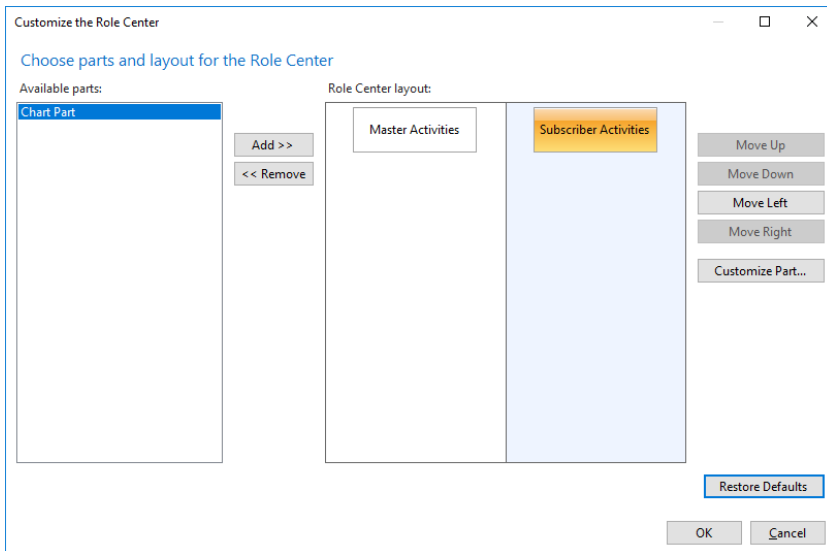 Customize the Role Center
Choose parts and layout for the Role Center
Available parts:
Role Center layout:
Chart Part
Add >>
<< Remove
Master Activities
Subscriber Activities
Move Up
Move Down
Move Left
Move Right
Customize Part...
Restore Defaults
OK
Cancel